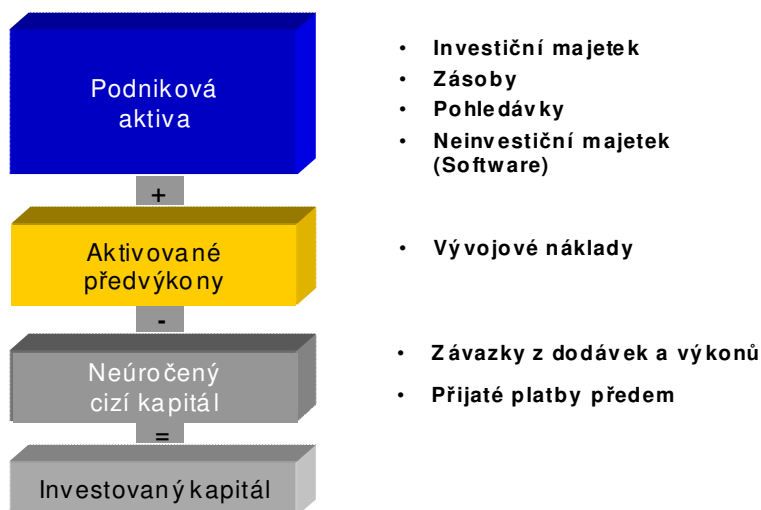 Podniková
aktiva
• Investiční majetek
• Zásoby
• Pohledávky
• Neinvestiční majetek
(Software)
+
Aktivované
předvýkony
• Vývojové náklady
-
Neúročený
cizí kapitál
• Závazky z dodávek a výkonů
• Přijaté platby předem
=
Investovaný kapitál